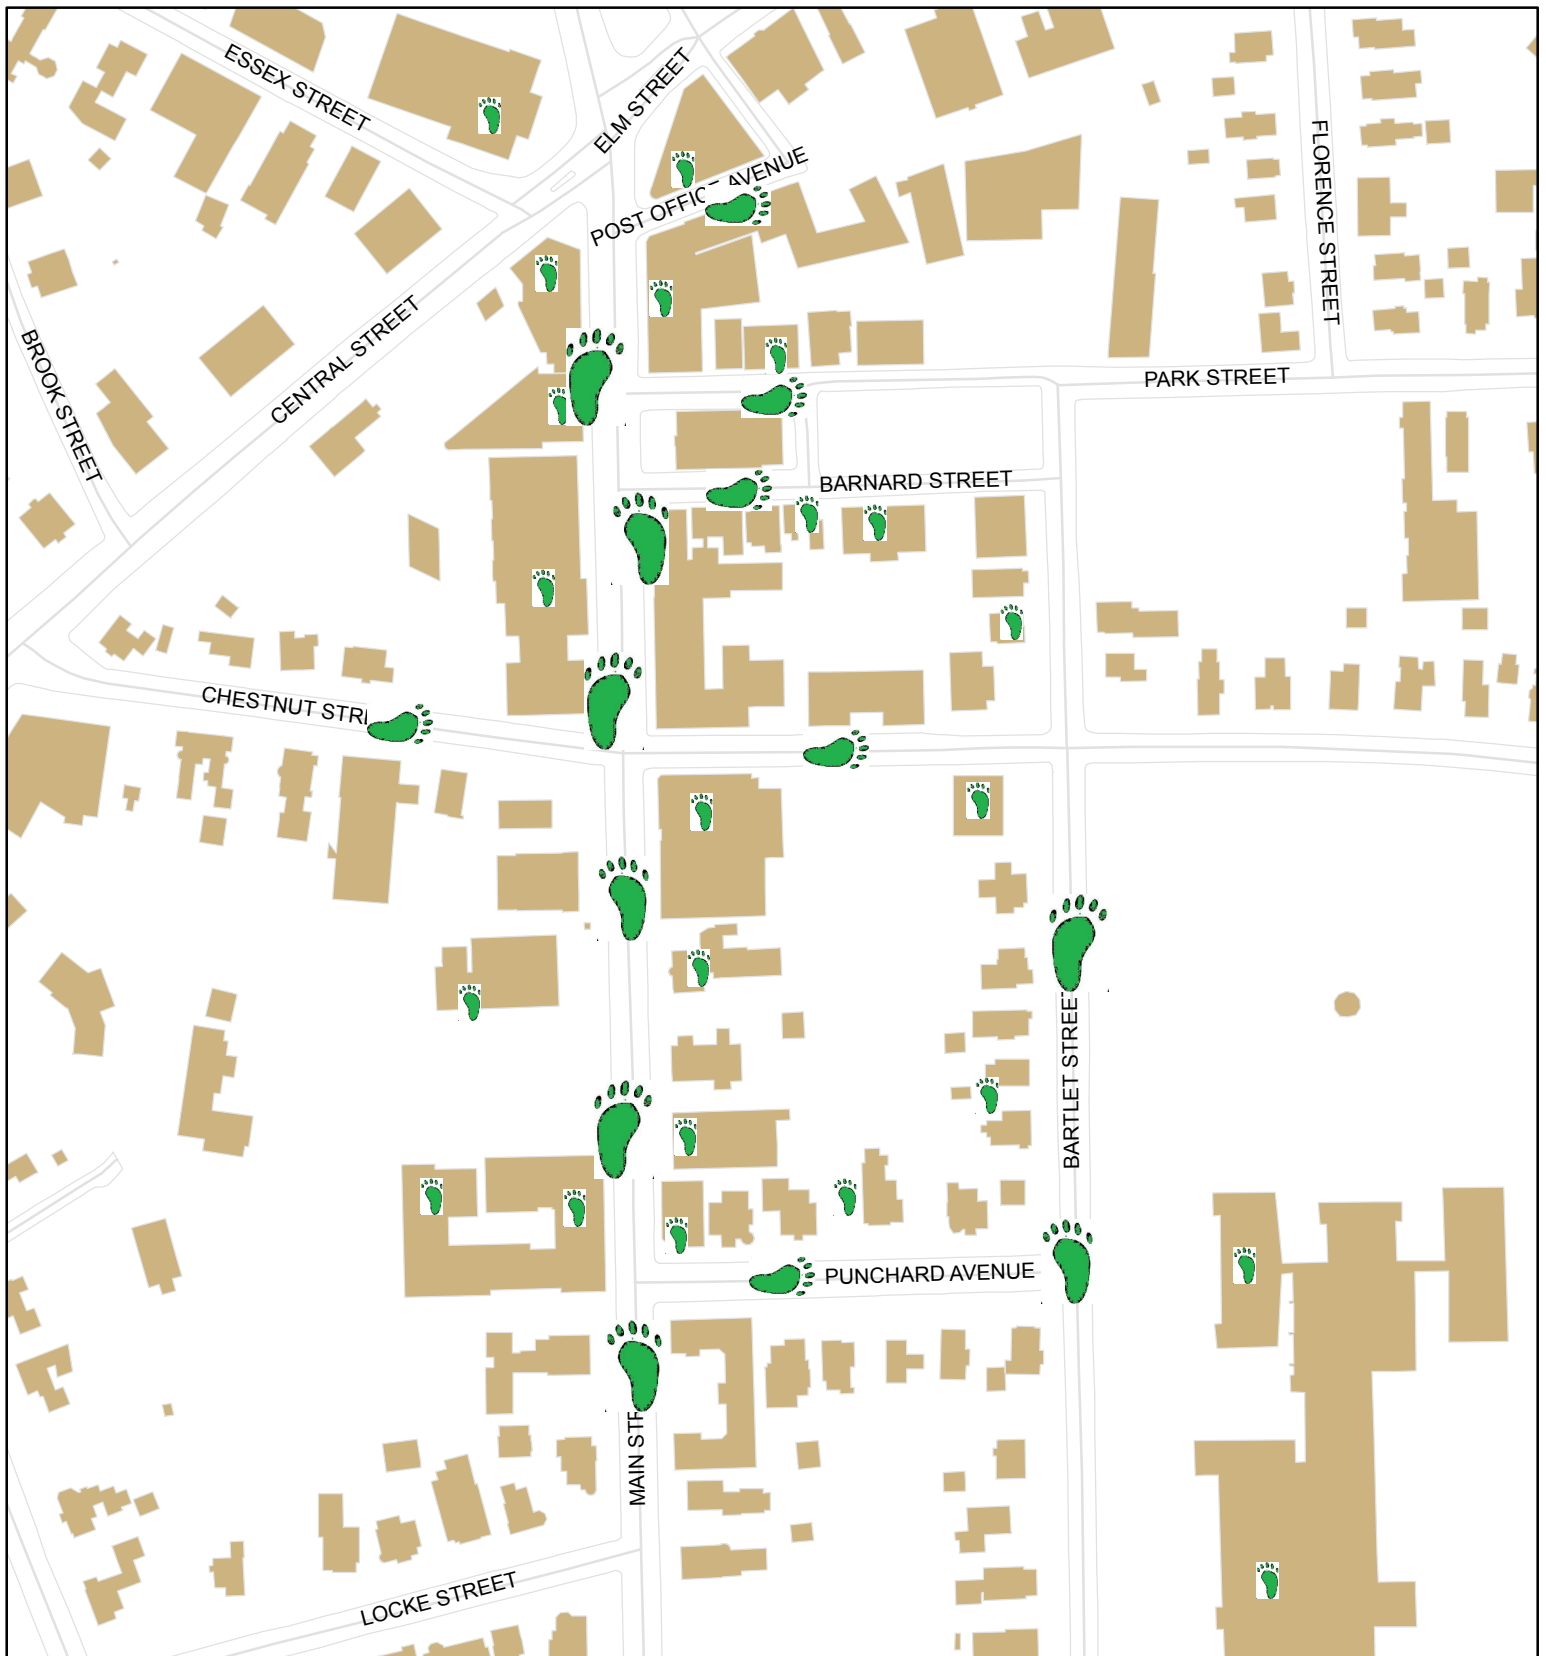 ESSEX STREET
ELM STREET
POST OFFIC AVENUE
FLORENCE STREET
BROOK STREET
CENTRAL STREET
PARK STREET
BARNARD STREET
CHESTNUT STR
BARTLET STREE
PUNCHARD AVENUE
MAIN ST
LOCKE STREET